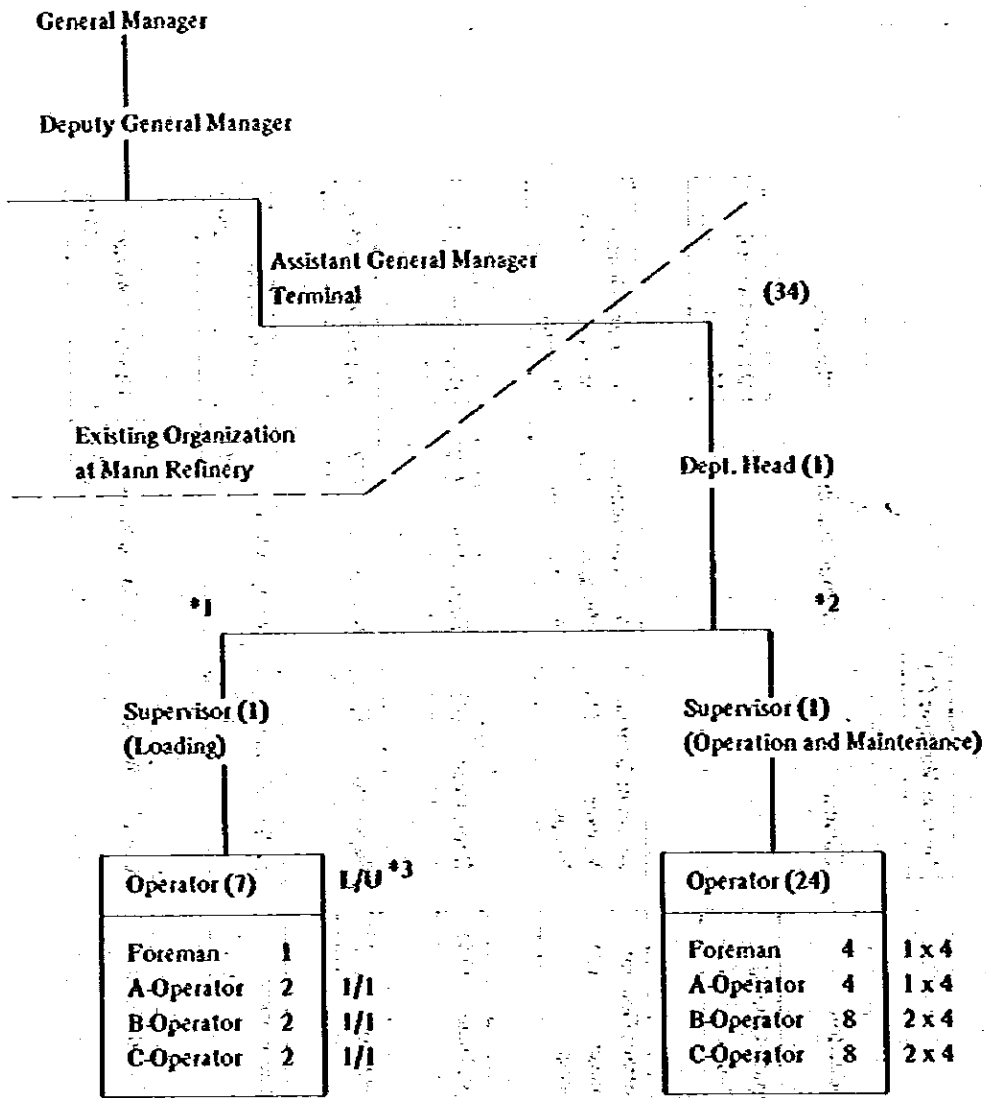 General Manager
Deputy General Manager
Assistant General Manager
Terminal
(34)
Existing Organization
at Mann Refinery
Dept. Head (1)
*1
*2
Supervisor (1)
(Loading)
Supervisor (1)
(Operation and Maintenance)
Operator (7) L/U *3
Foreman 1
A-Operator 2 1/1
B-Operator 2 1/1
C-Operator 2 1/1
Operator (24)
Foreman 4 1 x 4
A-Operator 4 1 x 4
B-Operator 8 2 x 4
C-Operator 8 2 x 4